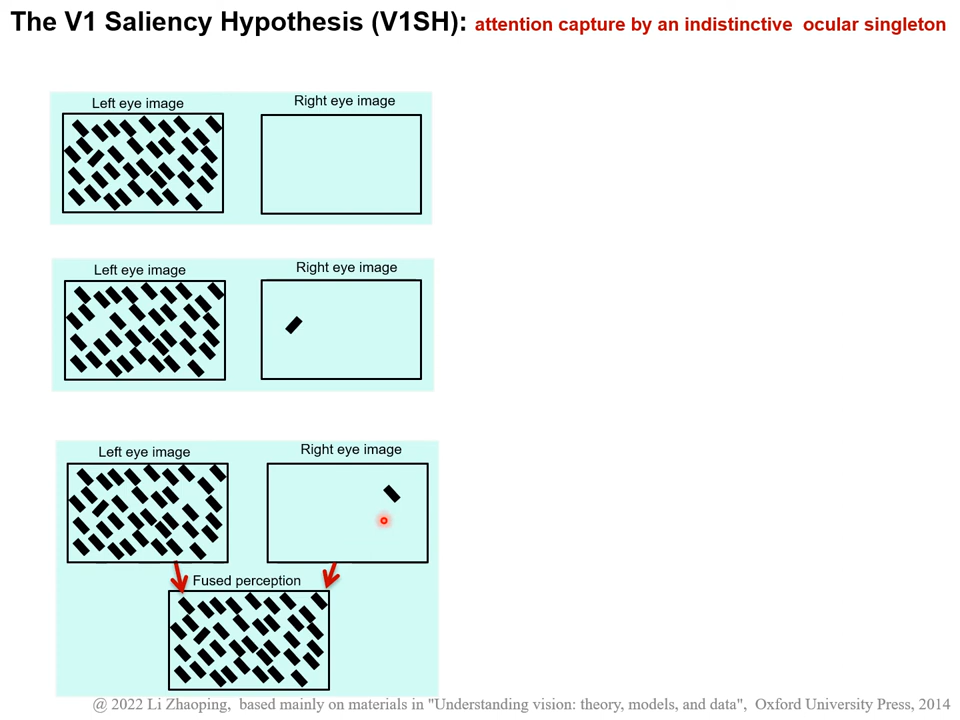 The V1 Saliency Hypothesis (V1SH): attention capture by an indistinctive ocular singleton
Left eye image Right eye image
Left eye image Right eye image
Left eye image Right eye image
Fused perception
@ 2022 Li Zhaoping, based mainly on materials in "Understanding vision: theory, models, and data", Oxford University Press, 2014